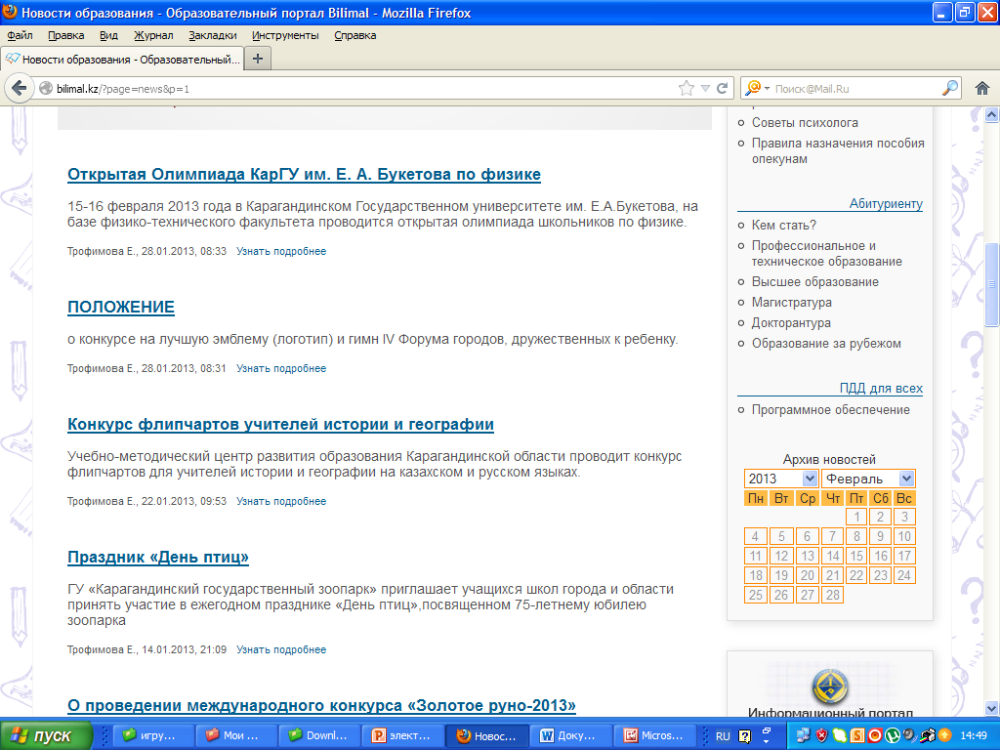 Новости образования - Образовательный портал Bilimal - Mozilla Firefox
Файл Правка Вид Журнал Закладки Инструменты Справка
Новости образования - Образовательный... +
bilimal.kz/?page=news&p=1
Поиск@Mail.Ru
Открытая Олимпиада КарГУ им. Е. А. Букетова по физике
15-16 февраля 2013 года в Карагандинском Государственном университете им. Е.А.Букетова, на
базе физико-технического факультета проводится открытая олимпиада школьников по физике.
Трофимова Е., 28.01.2013, 08:33 Узнать подробнее
ПОЛОЖЕНИЕ
о конкурсе на лучшую эмблему (логотип) и гимн IV Форума городов, дружественных к ребенку.
Трофимова Е., 28.01.2013, 08:31 Узнать подробнее
Конкурс флипчартов учителей истории и географии
Учебно-методический центр развития образования Карагандинской области проводит конкурс
флипчартов для учителей истории и географии на казахском и русском языках.
Трофимова Е., 22.01.2013, 09:53 Узнать подробнее
Праздник «День птиц»
ГУ «Карагандинский государственный зоопарк» приглашает учащихся школ города и области
принять участие в ежегодном празднике «День птиц»,посвященном 75-летнему юбилею
зоопарка
Трофимова Е., 14.01.2013, 21:09 Узнать подробнее
О проведении международного конкурса «Золотое руно-2013»
Советы психолога
Правила назначения пособия
опекунам
Абитуриенту
Кем стать?
Профессиональное и
техническое образование
Высшее образование
Магистратура
Докторантура
Образование за рубежом
ПДД для всех
Программное обеспечение
Архив новостей
2013 Февраль
Пн Вт Ср Чт Пт Сб Вс
1 2 3
4 5 6 7 8 9 10
11 12 13 14 15 16 17
18 19 20 21 22 23 24
25 26 27 28
Информационный портал
пуск игру... Мои ... Downl... элект... Новос... Доку... Micros... RU 14:49